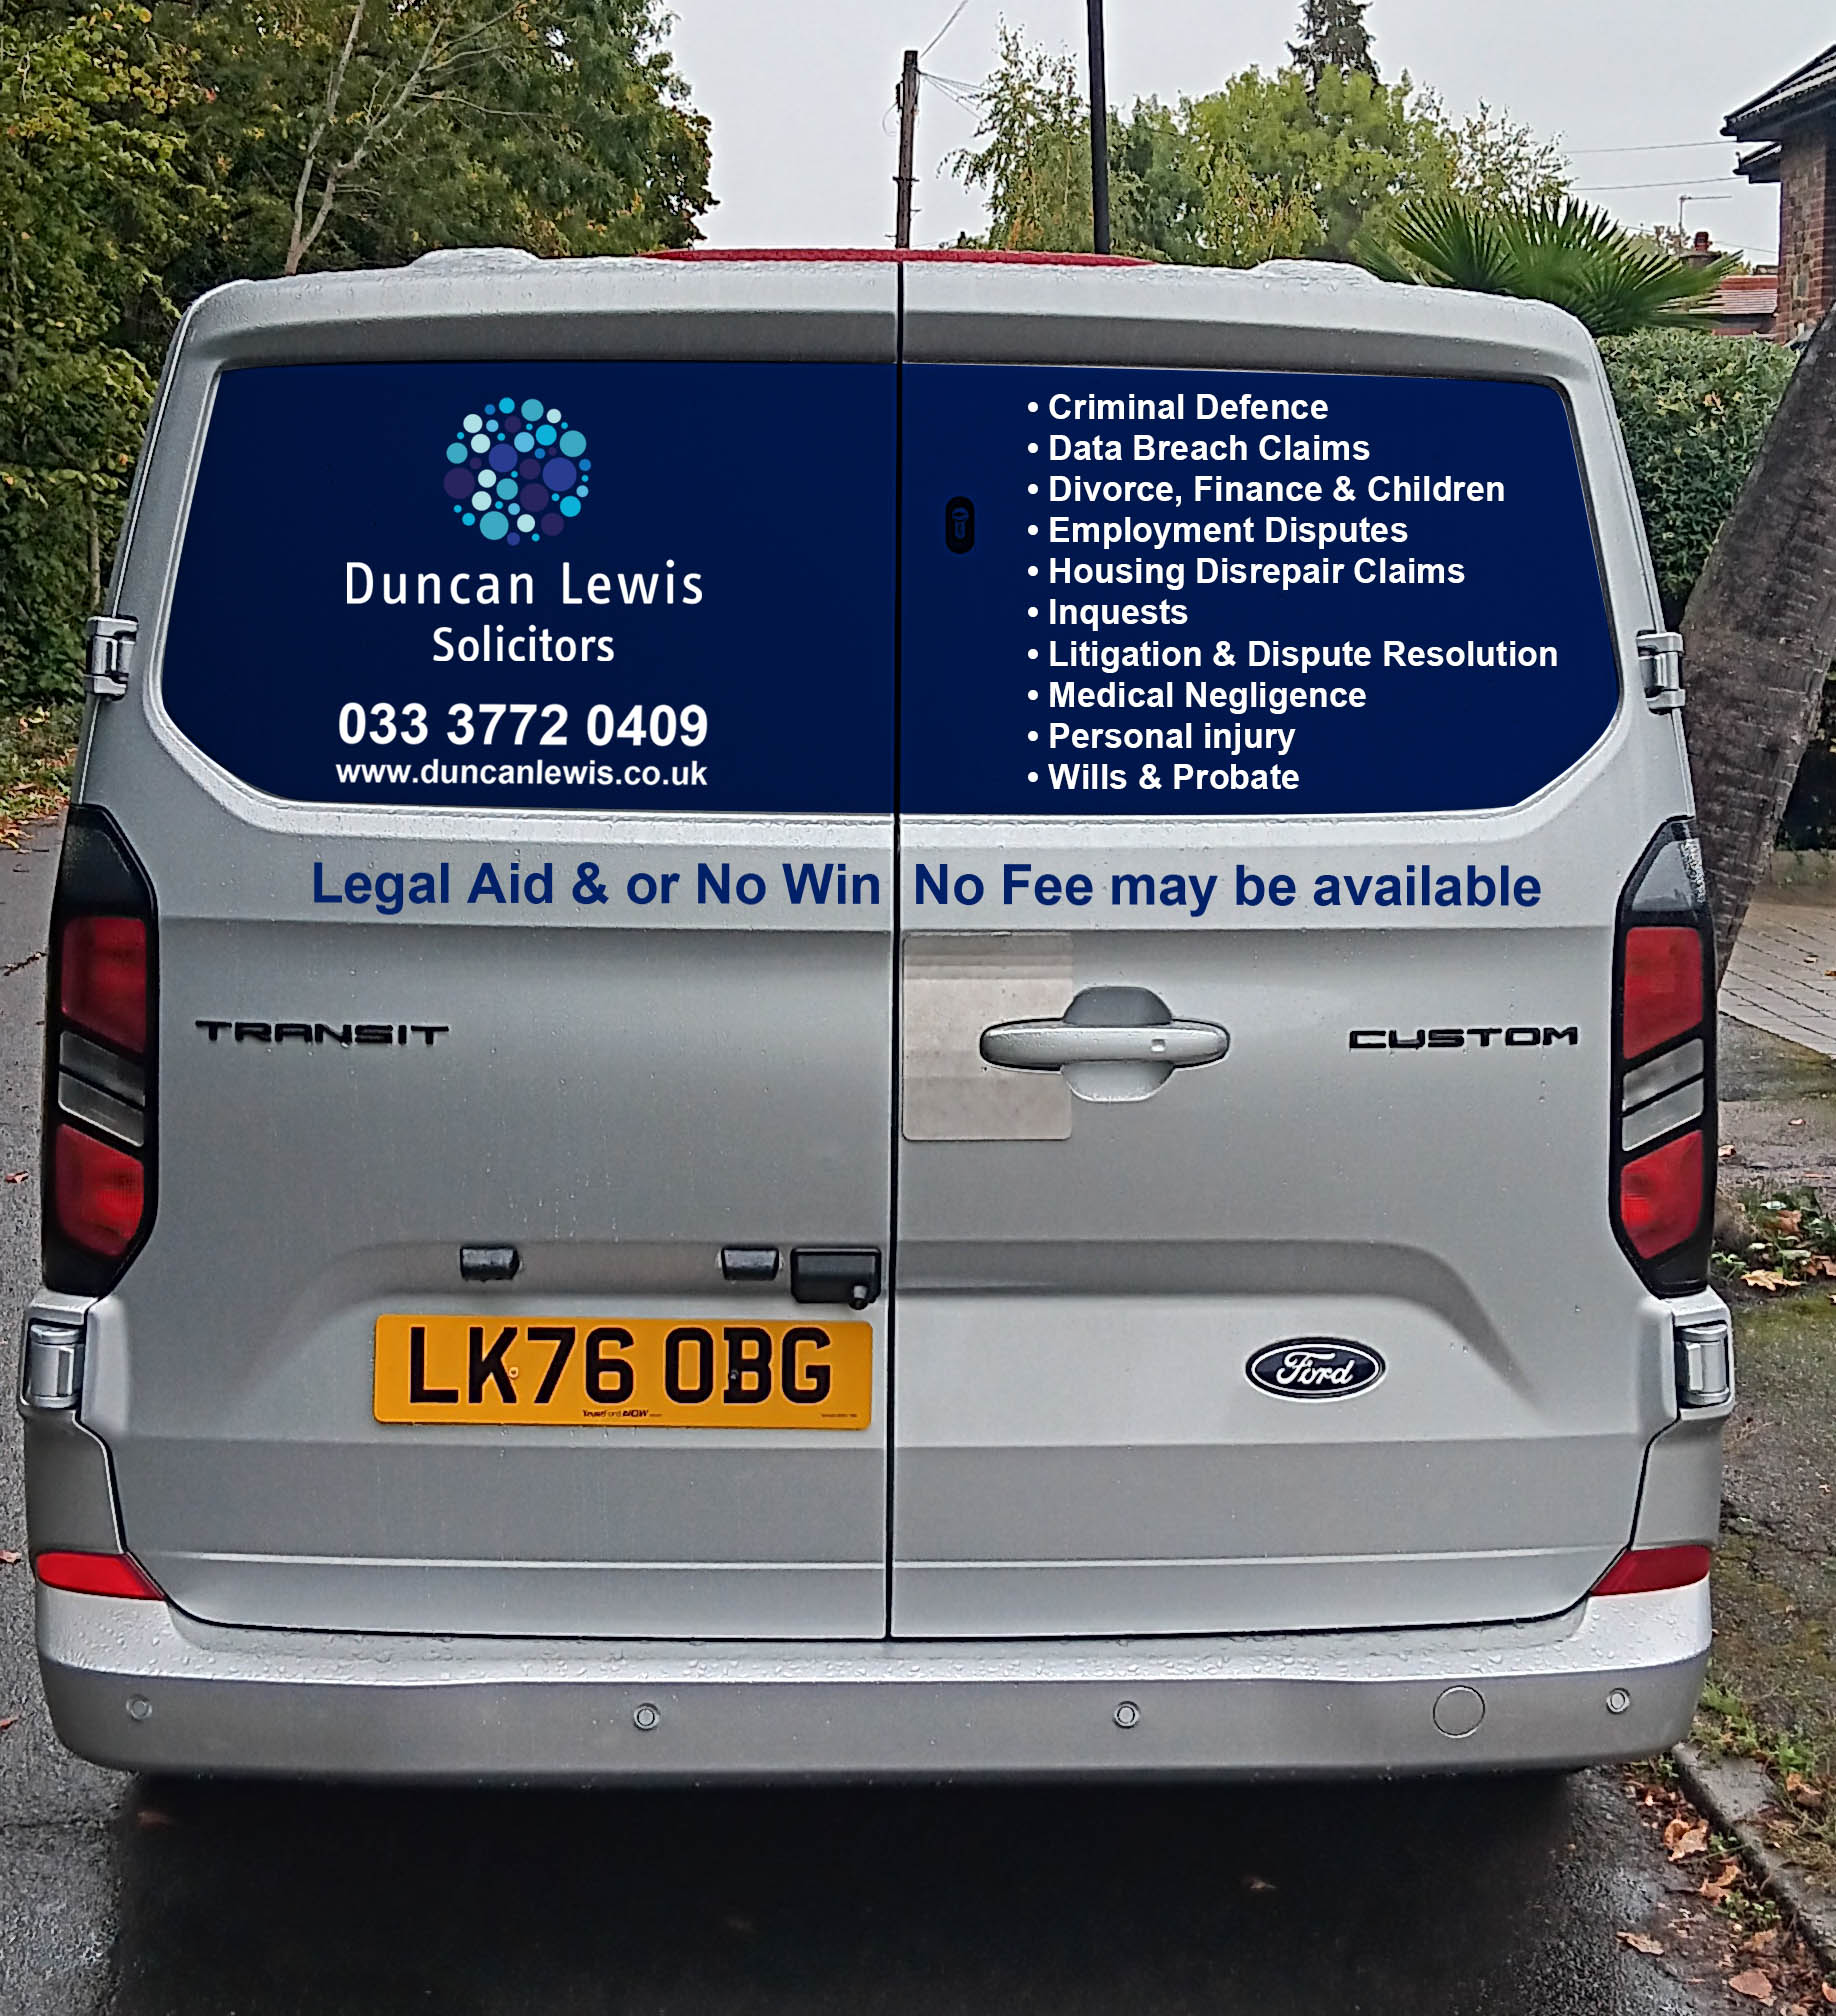 Duncan Lewis
Solicitors
033 3772 0409
www.duncanlewis.co.uk
• Criminal Defence
• Data Breach Claims
• Divorce, Finance & Children
• Employment Disputes
• Housing Disrepair Claims
• Inquests
• Litigation & Dispute Resolution
• Medical Negligence
• Personal injury
• Wills & Probate
Legal Aid & or No Win No Fee may be available
TRANSIT
CUSTOM
LK76 OBG
TrustFord NOW
Ford